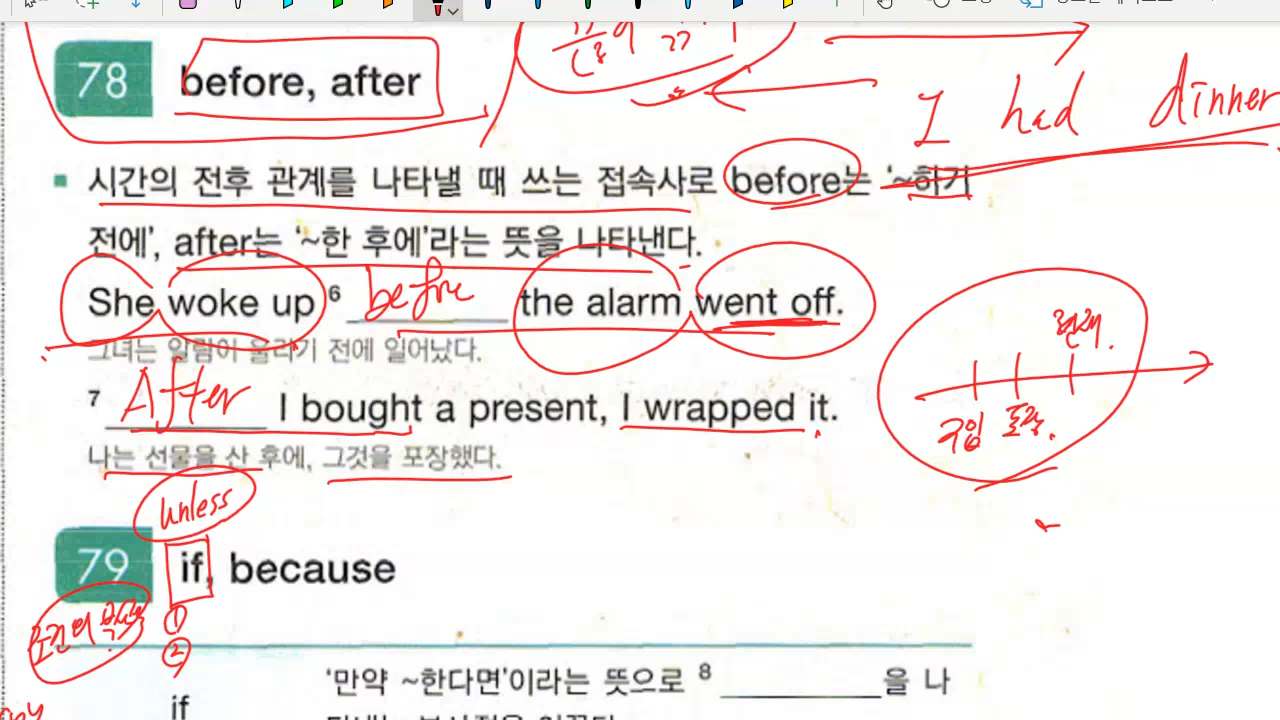 78 before, after
I had dinner
시간의 전후 관계를 나타낼 때 쓰는 접속사로 before는 ‘~하기
전에’, after는 ‘~한 후에’라는 뜻을 나타낸다.
She woke up 6 before the alarm went off.
그녀는 알람이 울리기 전에 일어났다.
현재.
구입
7 After I bought a present, I wrapped it.
나는 선물을 산 후에, 그것을 포장했다.
unless
79 if, because
①
조건의
②
‘만약 ~한다면’이라는 뜻으로 8 을 나
if